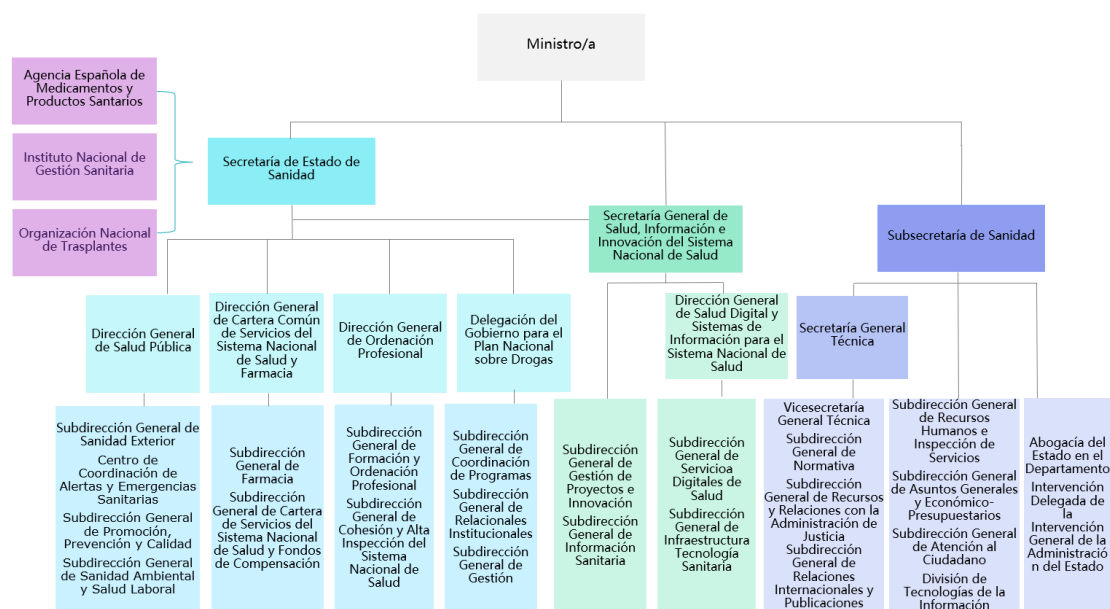 Ministro/a
Agencia Española de
Medicamentos y
Productos Santarios
Instituto Nacional de
Gestión Sanitaria
Organización Nacional
de Trasplantes
Secretaría de Estado de
Sanidad
Secretaría General de
Salud, Información e
Innovación del Sistema
Nacional de Salud
Subsecretaría de Sanidad
Dirección General
de Salud Pública
Dirección General
de Cartera Común
de Servicios del
Sistema Nacional
de Salud y
Farmacia
Dirección General
de Ordenación
Profesional
Delegación del
Gobierno para el
Plan Nacional
sobre Drogas
Dirección General
de Salud Digital y
Sistemas de
Información para el
Sistema Nacional de
Salud
Secretaría General
Técnica
Subdirección General de
Sanidad Exterior
Centro de
Coordinación de
Alertas y Emergencias
Sanitarias
Subdirección General
de Promoción,
Prevención y Calidad
Subdirección General
de Sanidad Ambiental
y Salud Laboral
Subdirección
General de
Farmacia
Subdirección
General de Cartera
de Servicios del
Sistema Nacional
de Salud y Fondos
de Compensación
Subdirección
General de
Formación y
Ordenación
Profesional
Subdirección
General de
Cohesión y Alta
Inspección del
Sistema
Nacional de
Salud
Subdirección
General de
Coordinación
de Programas
Subdirección
General de
Relacionales
Institucionales
Subdirección
General de
Gestión
Subdirección
General de
Gestión de
Proyectos e
Innovación
Subdirección
General de
Información
Sanitaria
Subdirección
General de
Servicioa
Digitales de
Salud
Subdirección
General de
Infraestructura
Tecnología
Sanitaria
Vicesecretaría
General Técnica
Subdirección
General de
Normativa
Subdirección
General de Recursos
y Relaciones con la
Administración de
Justicia
Subdirección
General de
Relaciones
Internacionales y
Publicaciones
Subdirección General
de Recursos
Humanos e
Inspección de
Servicios
Subdirección General
de Asuntos Generales
y Económico-
Presupuestarios
Subdirección General
de Atención al
Ciudadano
División de
Tecnologías de la
Información
Abogacía del
Estado en el
Departamento
Intervención
Delegada de
la
Intervención
General de la
Administració
n del Estado